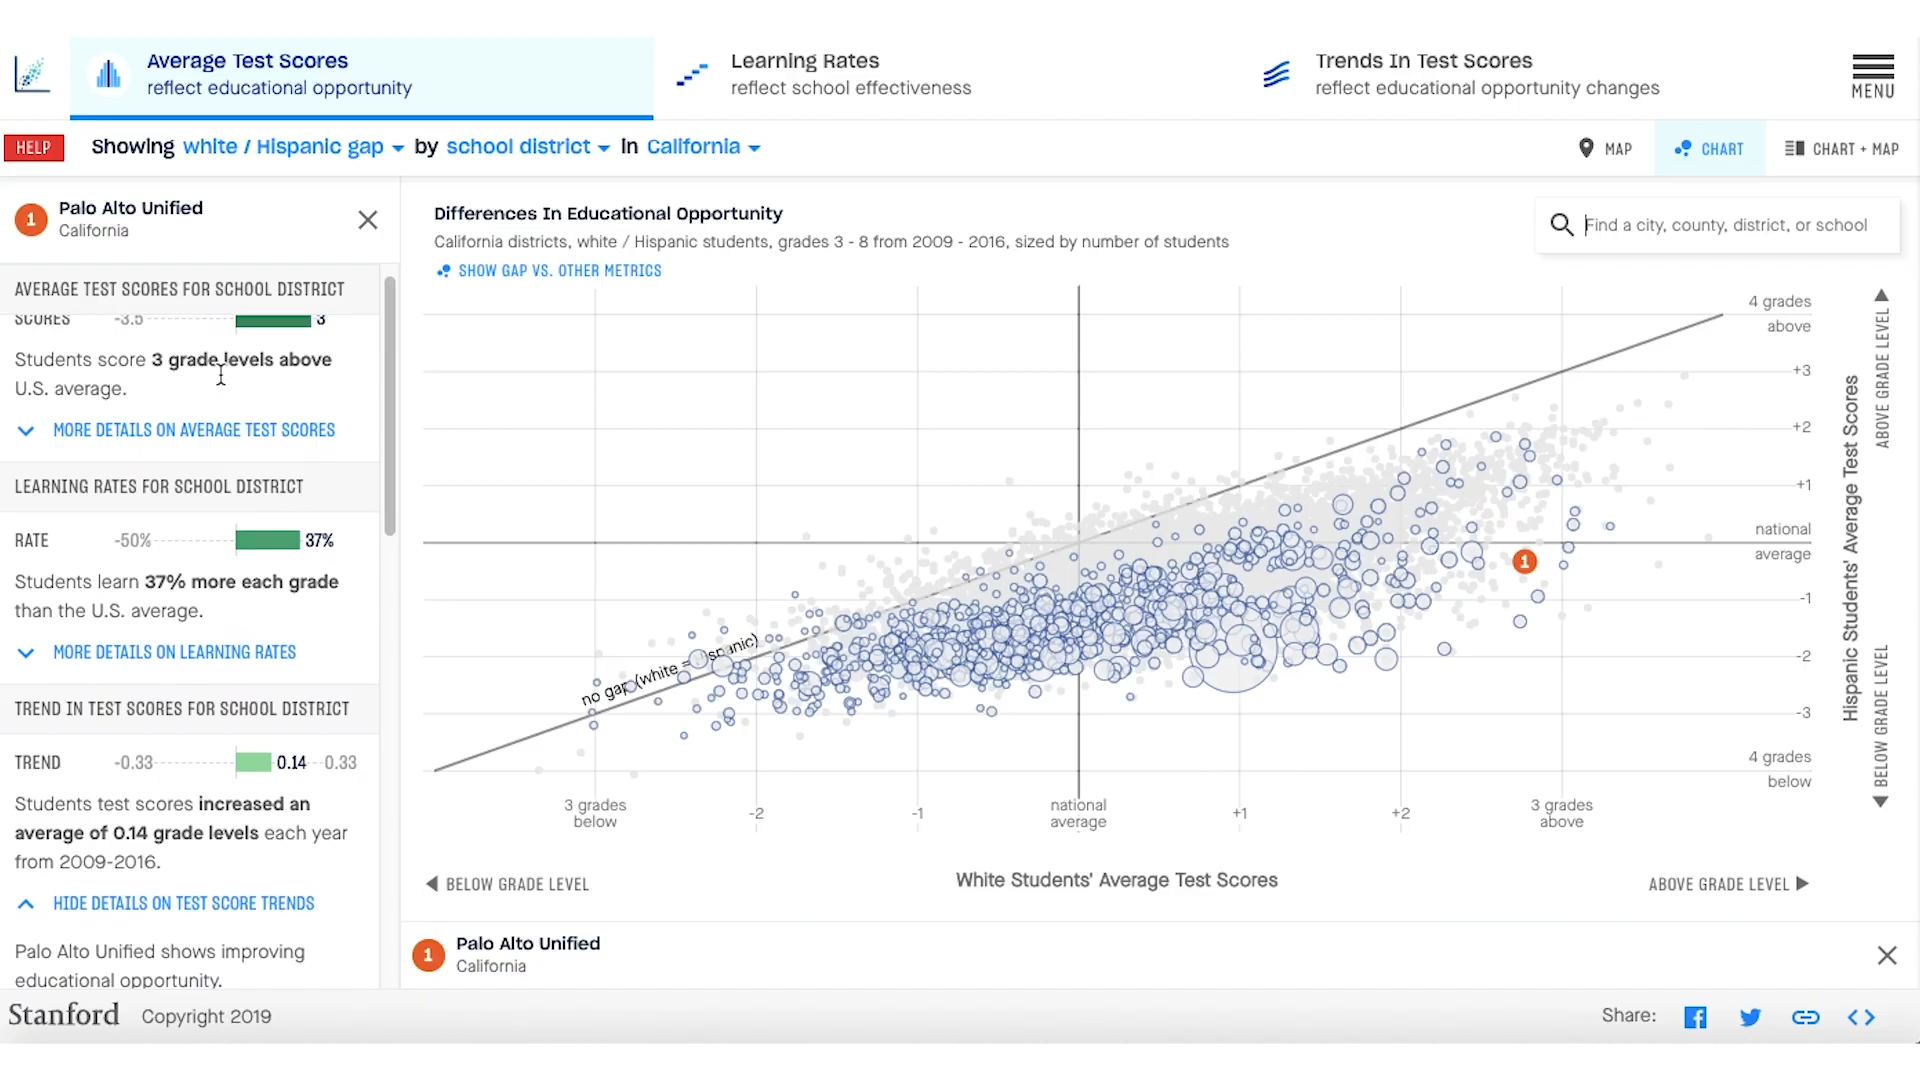 Average Test Scores
reflect educational opportunity
Learning Rates
reflect school effectiveness
Trends In Test Scores
reflect educational opportunity changes
MENU
HELP
Showing white / Hispanic gap by school district In California
MAP
CHART
CHART + MAP
1
Palo Alto Unified
California
AVERAGE TEST SCORES FOR SCHOOL DISTRICT
SCORES -3.5 3
Students score 3 grade levels above
U.S. average.
MORE DETAILS ON AVERAGE TEST SCORES
LEARNING RATES FOR SCHOOL DISTRICT
RATE -50% 37%
Students learn 37% more each grade
than the U.S. average.
MORE DETAILS ON LEARNING RATES
TREND IN TEST SCORES FOR SCHOOL DISTRICT
TREND -0.33 0.14 0.33
Students test scores increased an
average of 0.14 grade levels each year
from 2009-2016.
HIDE DETAILS ON TEST SCORE TRENDS
Palo Alto Unified shows improving
educational opportunity.
Differences In Educational Opportunity
California districts, white / Hispanic students, grades 3 - 8 from 2009 - 2016, sized by number of students
SHOW GAP VS. OTHER METRICS
Find a city, county, district, or school
4 grades
above
+3
+2
+1
national
average
-1
-2
-3
4 grades
below
1
no gap (white = Hispanic)
ABOVE GRADE LEVEL
Hispanic Students' Average Test Scores
BELOW GRADE LEVEL
3 grades
below
-2
-1
national
average
+1
+2
3 grades
above
BELOW GRADE LEVEL
White Students' Average Test Scores
ABOVE GRADE LEVEL
1
Palo Alto Unified
California
Stanford
Copyright 2019
Share: